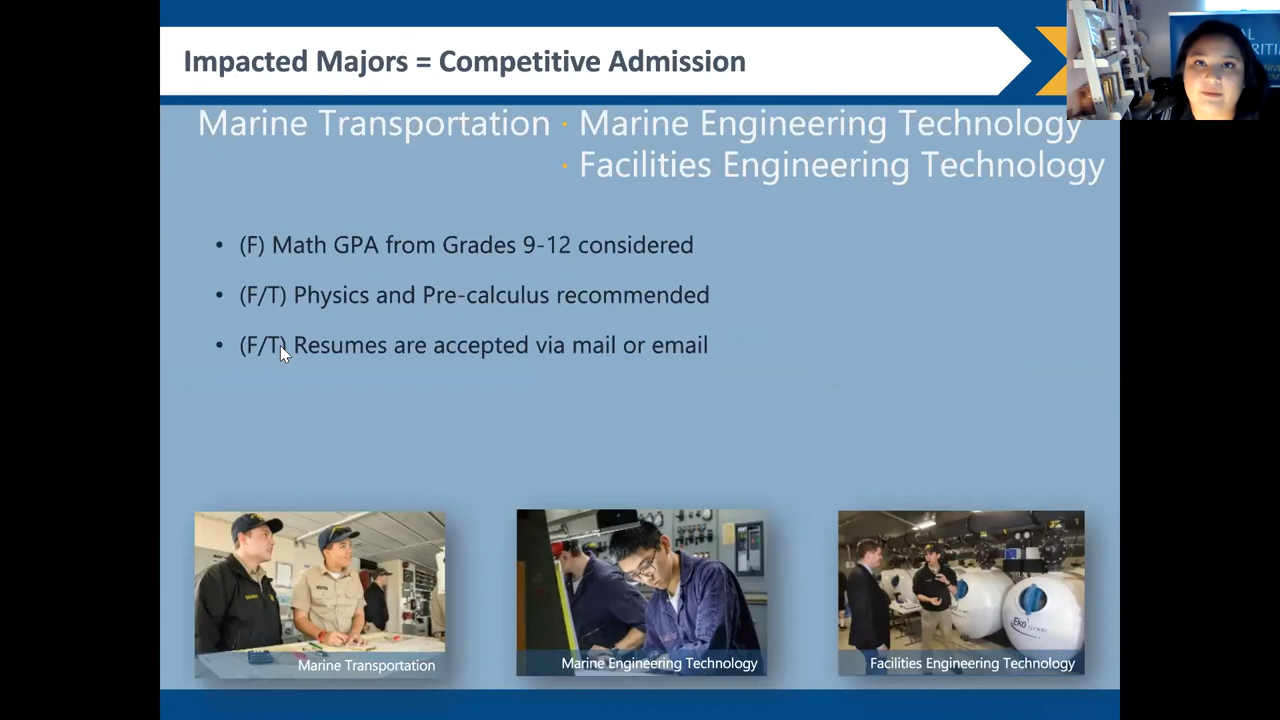 Impacted Majors = Competitive Admission
Marine Transportation · Marine Engineering Technology
· Facilities Engineering Technology
• (F) Math GPA from Grades 9-12 considered
• (F/T) Physics and Pre-calculus recommended
• (F/T) Resumes are accepted via mail or email
Marine Transportation
Marine Engineering Technology
Eko
Facilities Engineering Technology